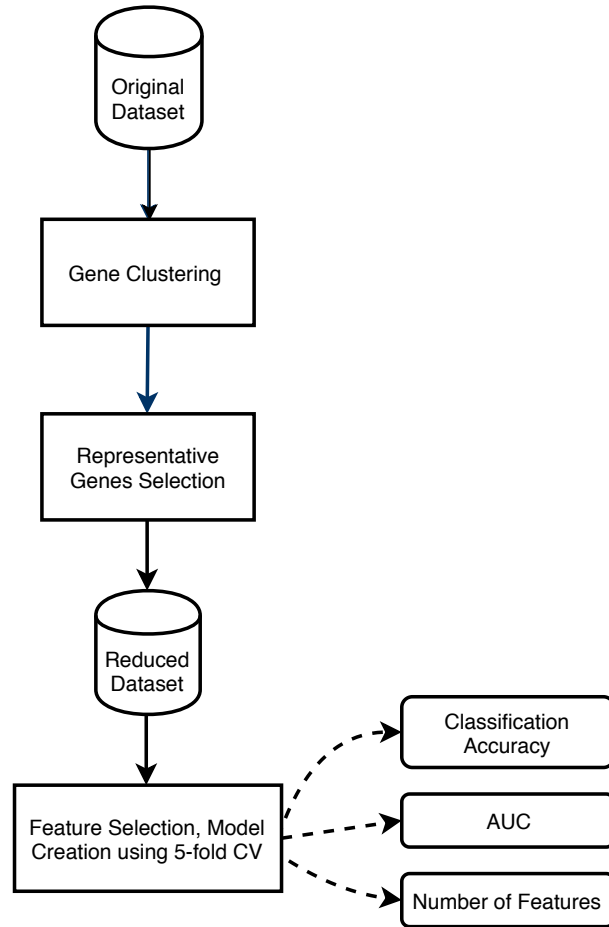 Original
Dataset
Gene Clustering
Representative
Genes Selection
Reduced
Dataset
Feature Selection, Model
Creation using 5-fold CV
Classification
Accuracy
AUC
Number of Features